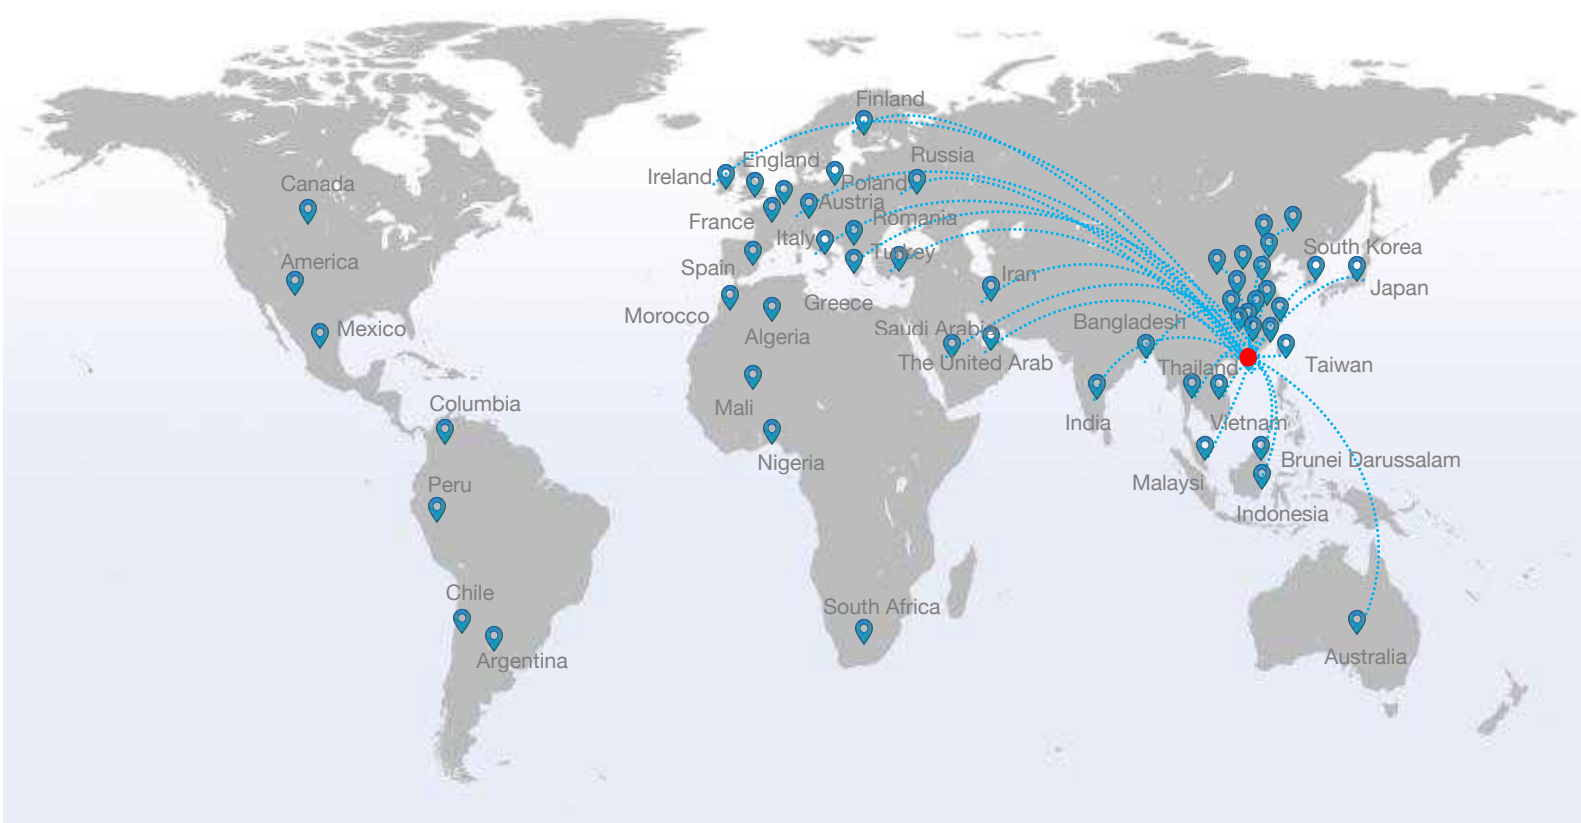 Finland
England
Russia
Ireland
Poland
Canada
Austria
France
Romania
Italy
South Korea
Turkey
America
Spain
Iran
Japan
Greece
Morocco
Bangladesh
Mexico
Algeria
Saudi Arabia
The United Arab
Taiwan
Thailand
Columbia
Mali
India
Vietnam
Nigeria
Brunei Darussalam
Peru
Malaysi
Indonesia
Chile
South Africa
Argentina
Australia